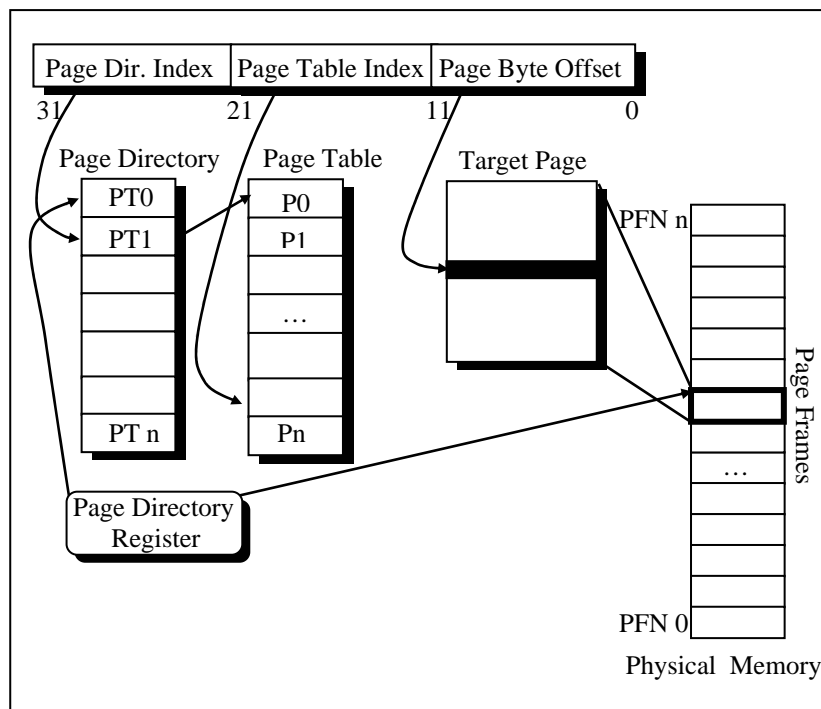 Page Dir. Index Page Table Index Page Byte Offset
31 21 11 0
Page Directory Page Table Target Page
PT0 P0
PFN n
PT1 P1
…
PT n Pn
Page Frames
…
Page Directory
Register
PFN 0
Physical Memory